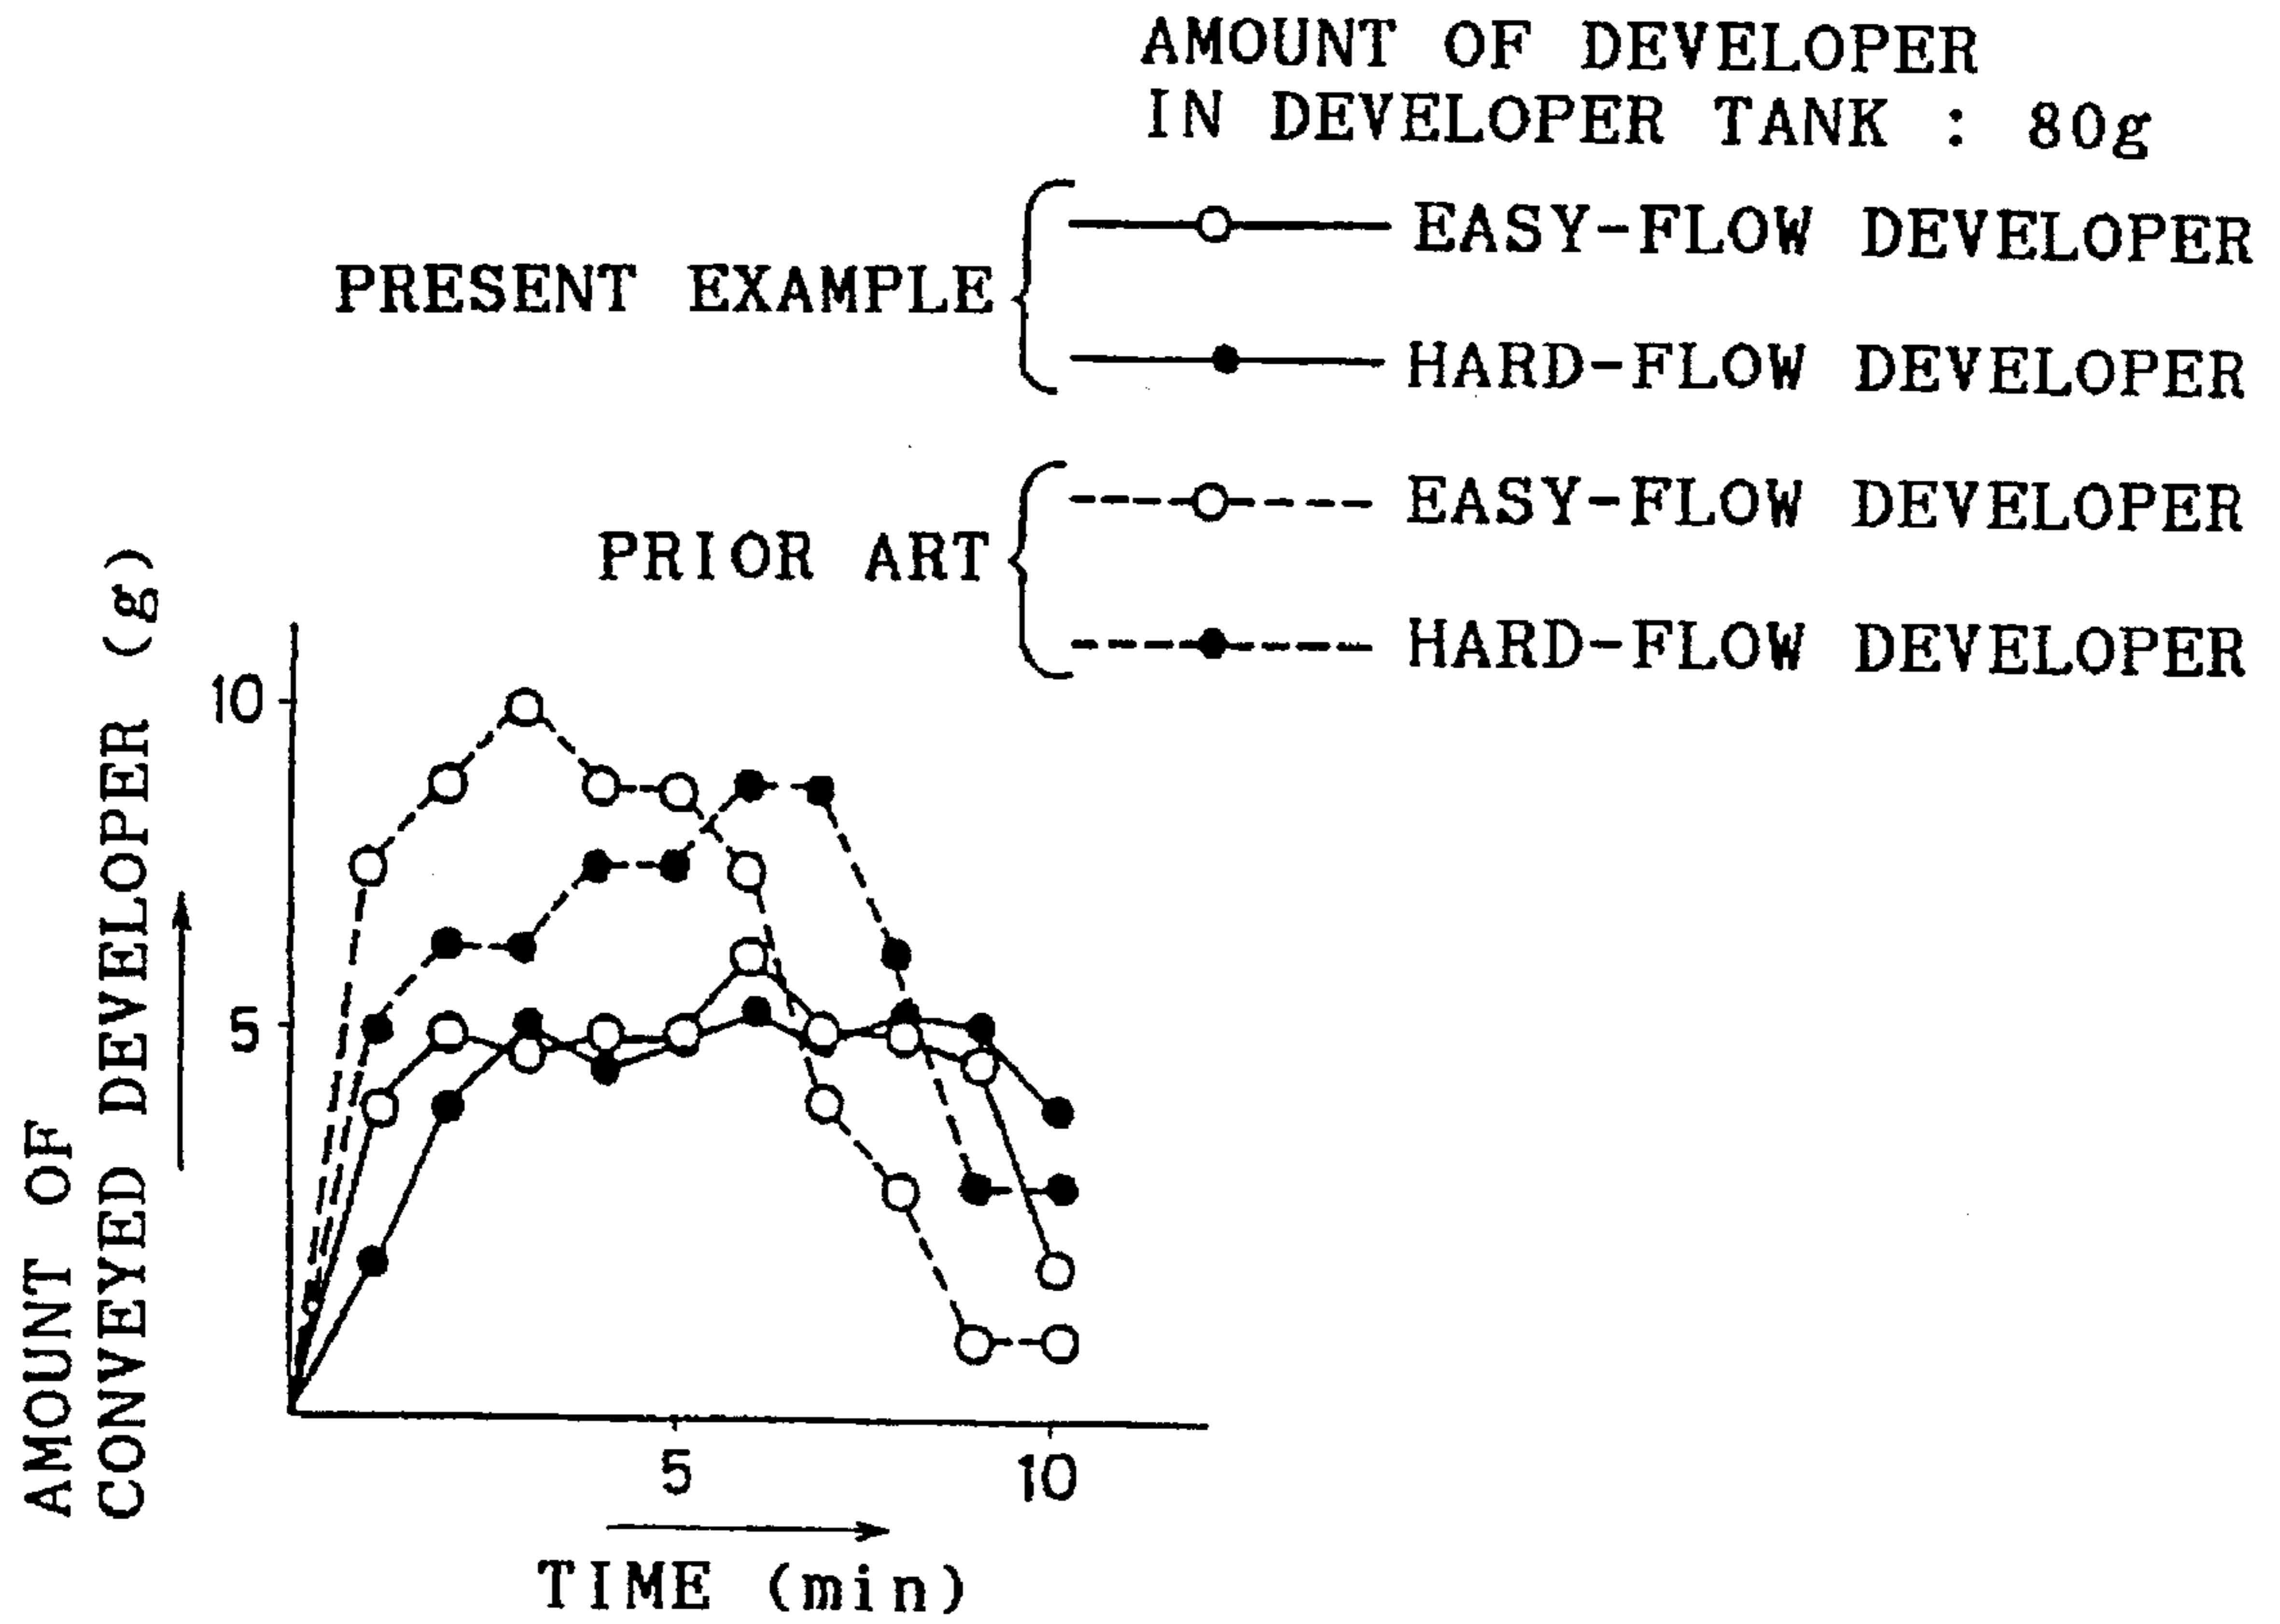 AMOUNT OF DEVELOPER
IN DEVELOPER TANK : 80g
PRESENT EXAMPLE
EASY-FLOW DEVELOPER
HARD-FLOW DEVELOPER
PRIOR ART
EASY-FLOW DEVELOPER
HARD-FLOW DEVELOPER
AMOUNT OF
CONVEYED DEVELOPER (g)
10
5
5
10
TIME (min)